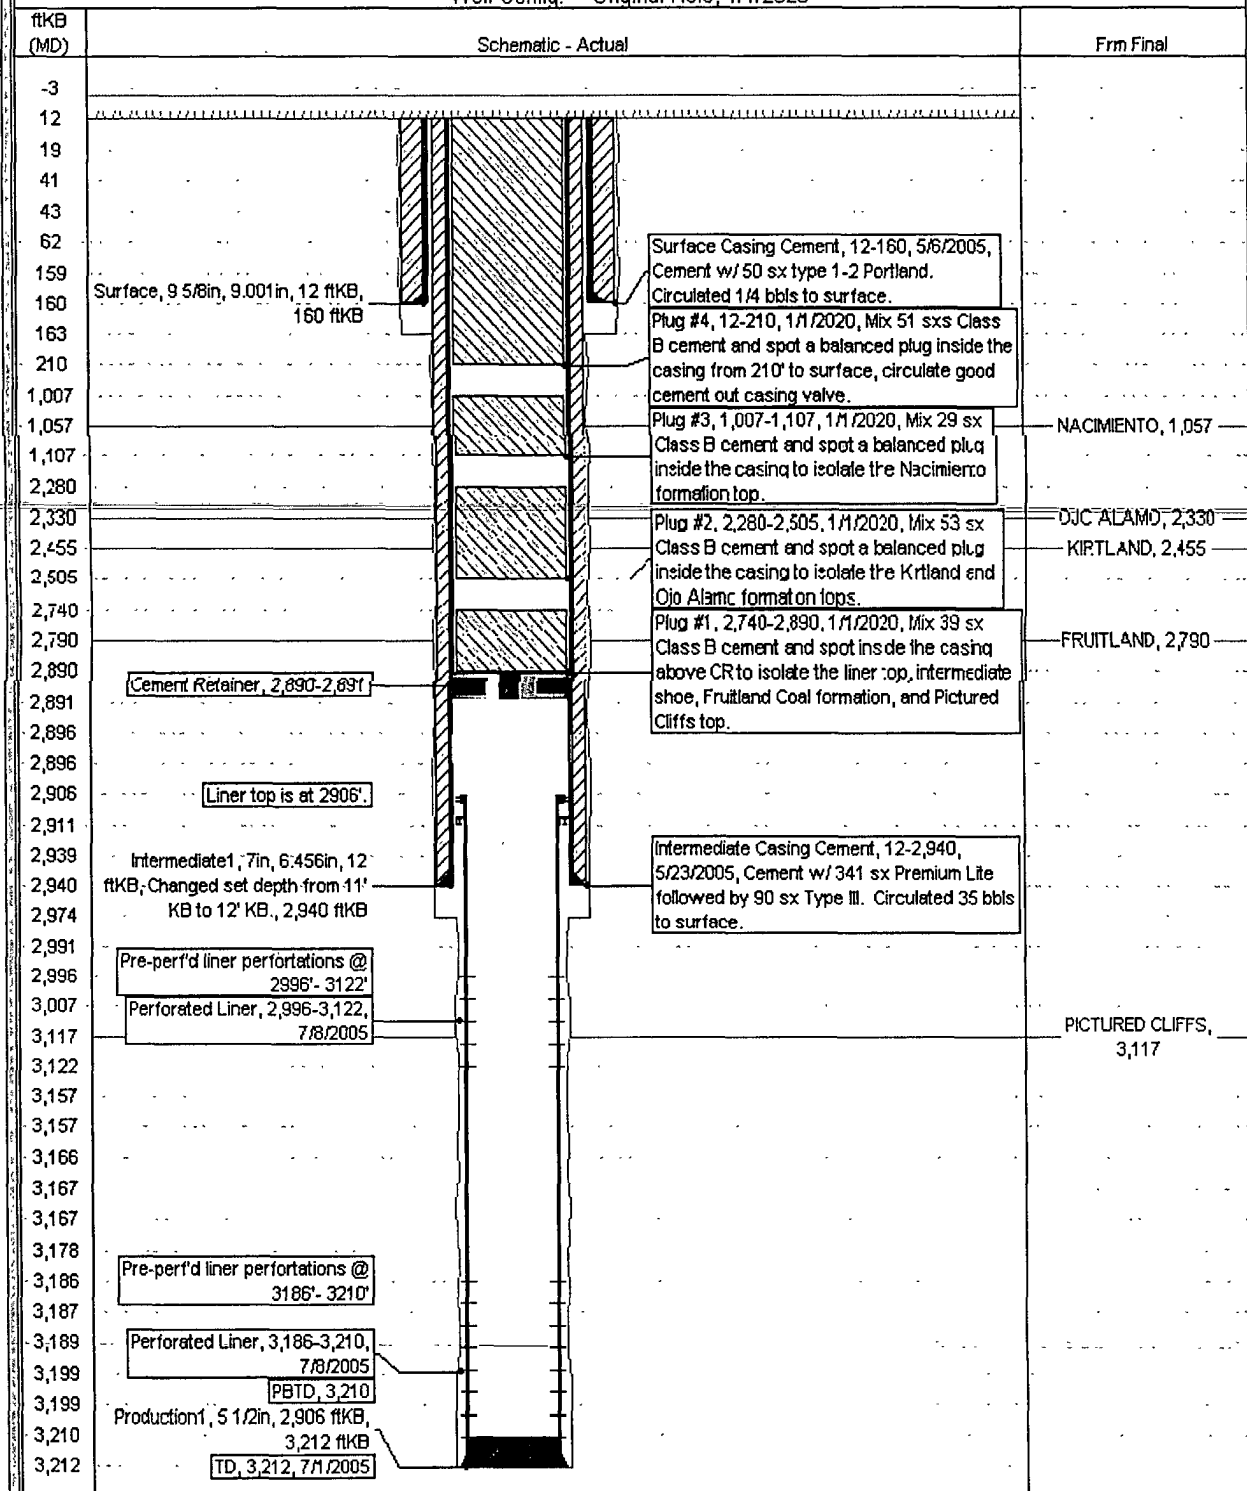 ftKB
(MD)
Schematic - Actual
Frm Final
-3
12
19
41
43
62
159
160
163
210
1,007
1,057
1,107
2,280
2,330
2,455
2,505
2,740
2,790
2,890
2,891
2,896
2,896
2,906
2,911
2,939
2,940
2,974
2,991
2,996
3,007
3,117
3,122
3,157
3,157
3,166
3,167
3,167
3,178
3,186
3,187
3,189
3,199
3,199
3,210
3,212
Surface, 9 5/8in, 9.001in, 12 ftKB,
160 ftKB
Cement Retainer, 2,890-2,891
Liner top is at 2906'.
Intermediate1, 7in, 6.456in, 12
ftKB, Changed set depth from 11'
KB to 12' KB., 2,940 ftKB
Pre-perf'd liner perfortations @
2996'- 3122'
Perforated Liner, 2,996-3,122,
7/8/2005
Pre-perf'd liner perfortations @
3186'- 3210'
Perforated Liner, 3,186-3,210,
7/8/2005
PBTD, 3,210
Production1, 5 1/2in, 2,906 ftKB,
3,212 ftKB
TD, 3,212, 7/1/2005
Surface Casing Cement, 12-160, 5/6/2005,
Cement w/ 50 sx type 1-2 Portland.
Circulated 1/4 bbls to surface.
Plug #4, 12-210, 1/1/2020, Mix 51 sxs Class
B cement and spot a balanced plug inside the
casing from 210' to surface, circulate good
cement out casing valve.
Plug #3, 1,007-1,107, 1/1/2020, Mix 29 sx
Class B cement and spot a balanced plug
inside the casing to isolate the Nacimiento
formation top.
Plug #2, 2,280-2,505, 1/1/2020, Mix 53 sx
Class B cement and spot a balanced plug
inside the casing to isolate the Krtland and
Ojo Alamo formation tops.
Plug #1, 2,740-2,890, 1/1/2020, Mix 39 sx
Class B cement and spot inside the casing
above CR to isolate the liner top, intermediate
shoe, Fruitland Coal formation, and Pictured
Cliffs top.
Intermediate Casing Cement, 12-2,940,
5/23/2005, Cement w/ 341 sx Premium Lite
followed by 90 sx Type III. Circulated 35 bbls
to surface.
NACIMIENTO, 1,057
OJO ALAMO, 2,330
KIRTLAND, 2,455
FRUITLAND, 2,790
PICTURED CLIFFS,
3,117